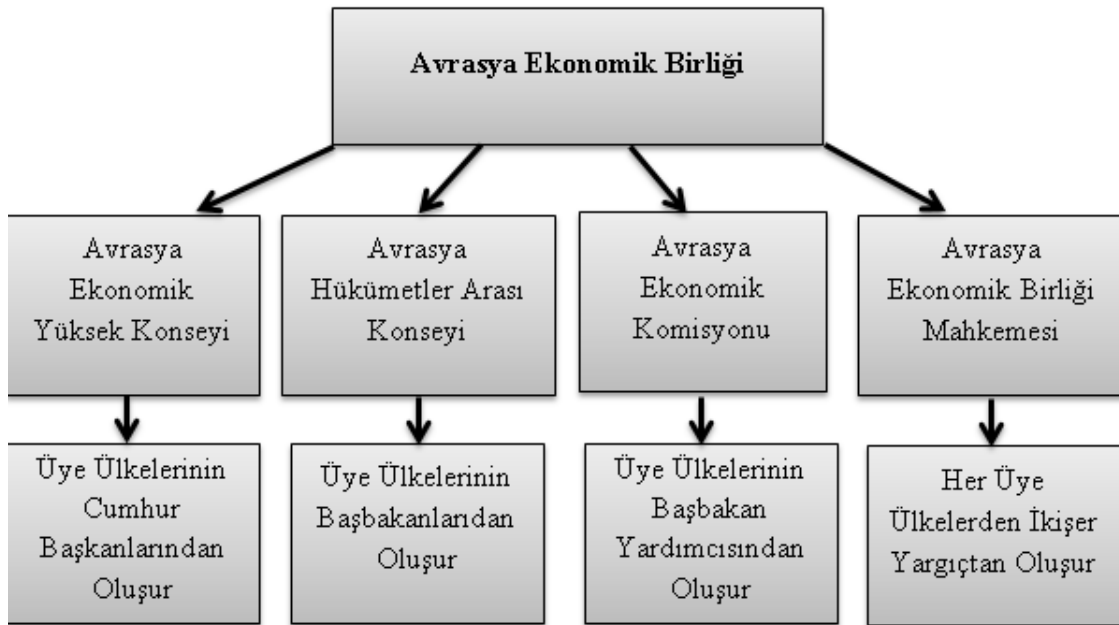 Avrasya Ekonomik Birliği
Avrasya
Ekonomik
Yüksek Konseyi
Avrasya
Hükümetler Arası
Konseyi
Avrasya
Ekonomik
Komisyonu
Avrasya
Ekonomik Birliği
Mahkemesi
Üye Ülkelerinin
Cumhur
Başkanlarından
Oluşur
Üye Ülkelerinin
Başbakanlarıdan
Oluşur
Üye Ülkelerinin
Başbakan
Yardımcısından
Oluşur
Her Üye
Ülkelerden İkişer
Yargıçtan Oluşur